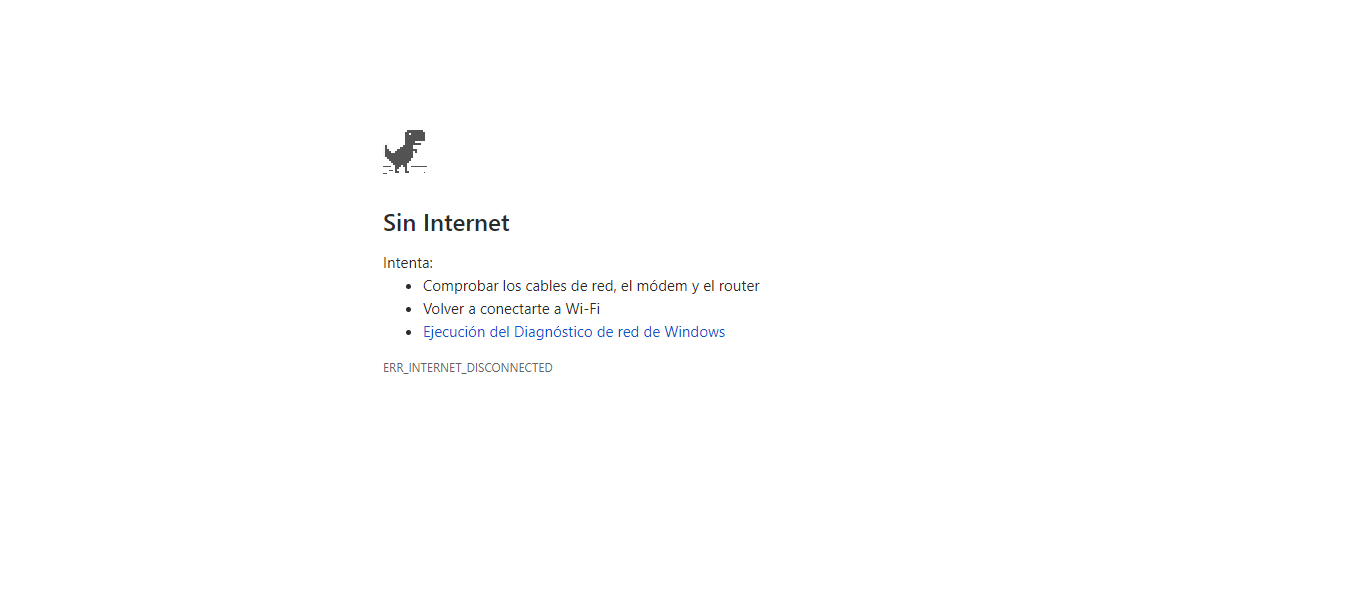 Sin Internet
Intenta:
• Comprobar los cables de red, el módem y el router
• Volver a conectarte a Wi-Fi
• Ejecución del Diagnóstico de red de Windows
ERR_INTERNET_DISCONNECTED